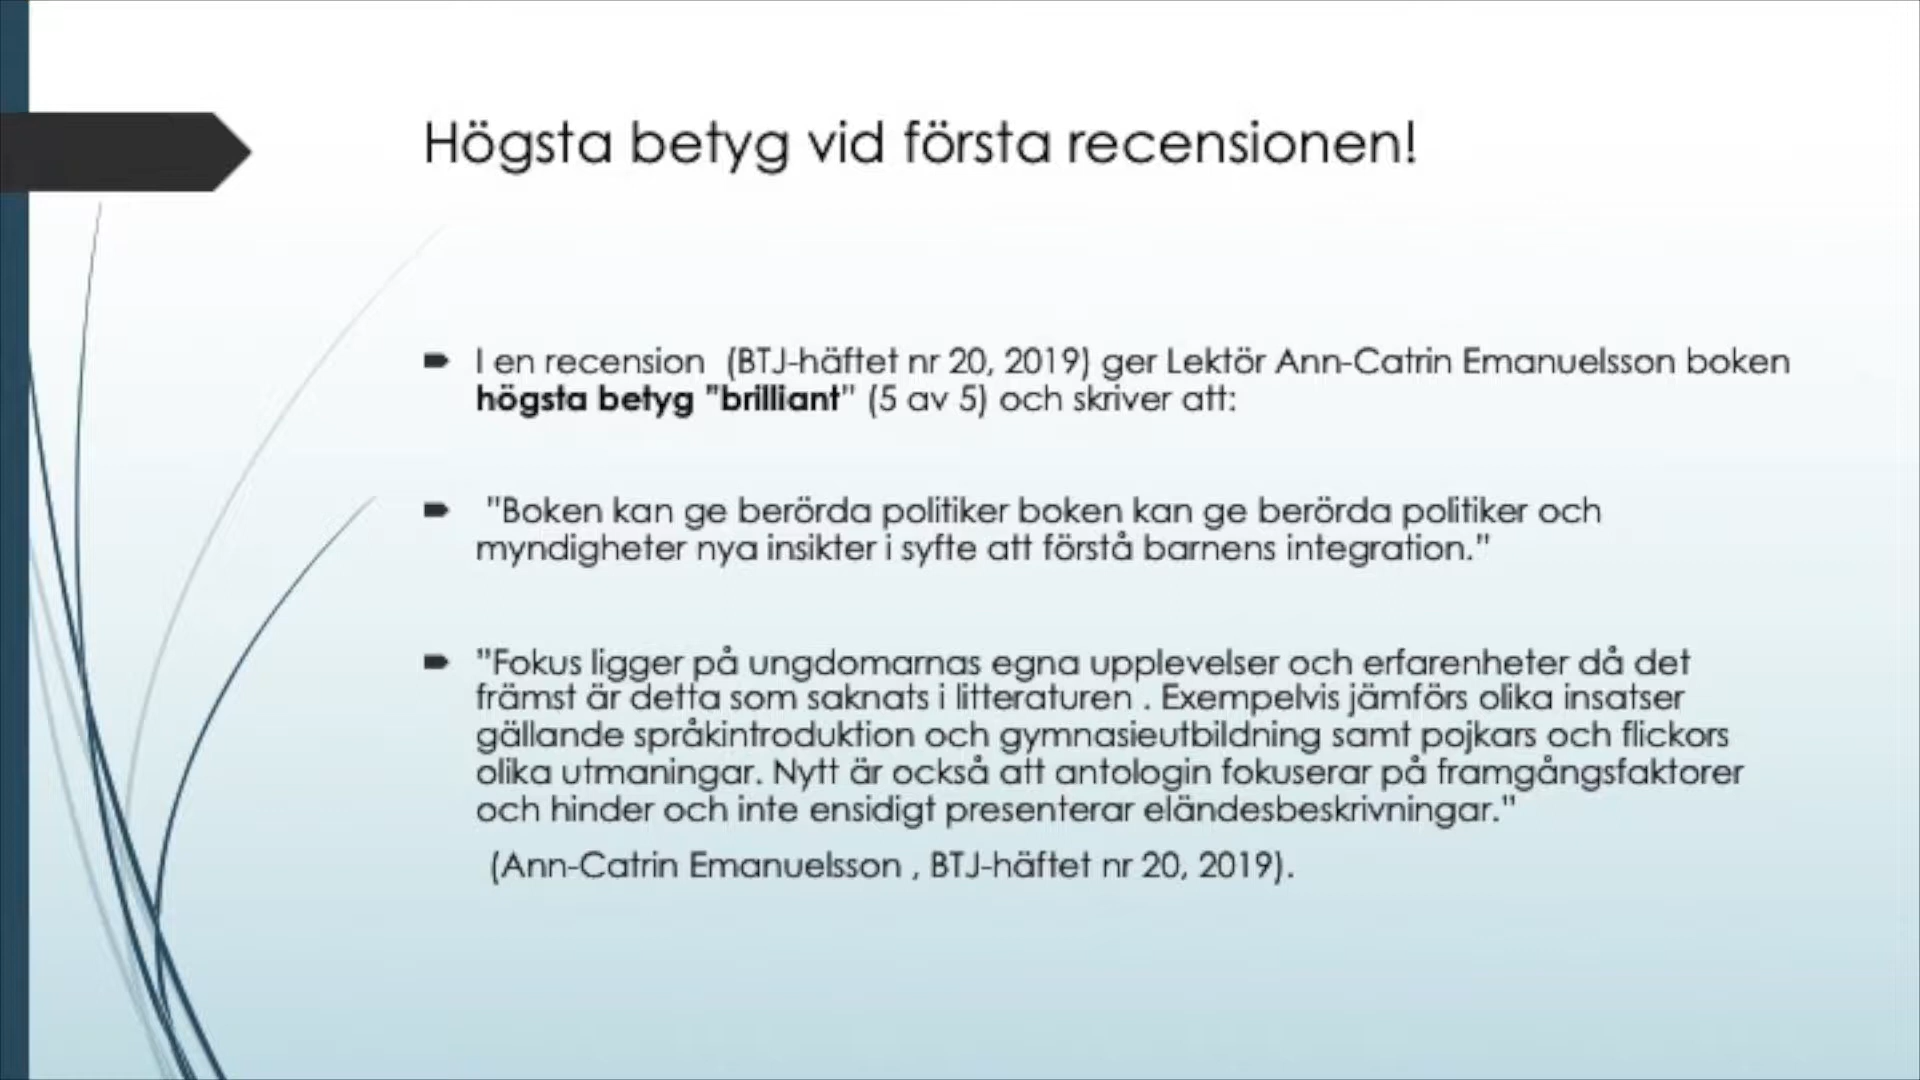 Högsta betyg vid första recensionen!
I en recension (BTJ-häftet nr 20, 2019) ger Lektör Ann-Catrin Emanuelsson boken
högsta betyg "brilliant" (5 av 5) och skriver att:
"Boken kan ge berörda politiker boken kan ge berörda politiker och
myndigheter nya insikter i syfte att förstå barnens integration.”
”Fokus ligger på ungdomarnas egna upplevelser och erfarenheter då det
främst är detta som saknats i litteraturen . Exempelvis jämförs olika insatser
gällande språkintroduktion och gymnasieutbildning samt pojkars och flickors
olika utmaningar. Nytt är också att antologin fokuserar på framgångsfaktorer
och hinder och inte ensidigt presenterar eländesbeskrivningar."
(Ann-Catrin Emanuelsson , BTJ-häftet nr 20, 2019).